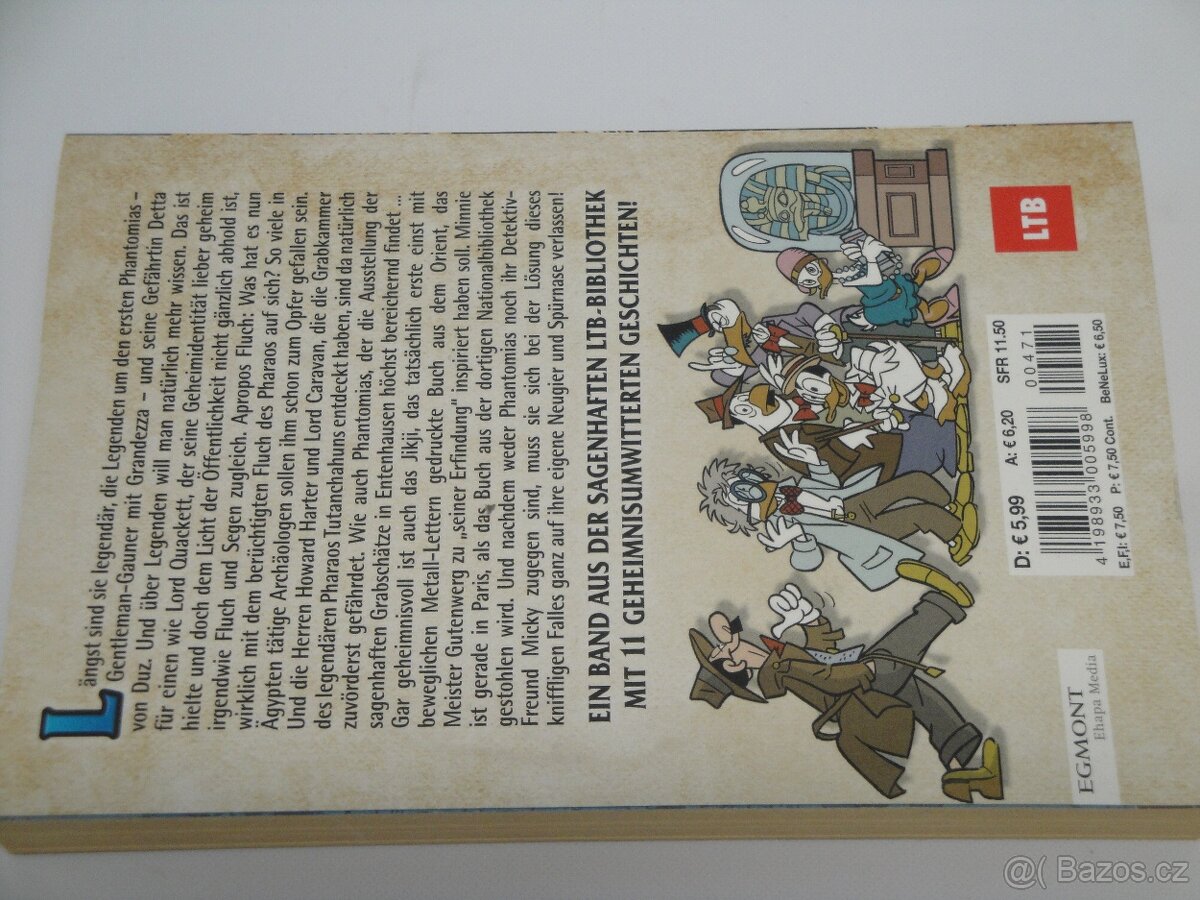 Längst sind sie legendär, die Legenden um den ersten Phantomias –
Gentleman-Gauner mit Grandezza – und seine Gefährtin Detta
von Duz. Und über Legenden will man natürlich mehr wissen. Das ist
für einen wie Lord Quackett, der seine Geheimidentität lieber geheim
hielte und doch dem Licht der Öffentlichkeit nicht gänzlich abhold ist,
irgendwie Fluch und Segen zugleich. Apropos Fluch: Was hat es nun
wirklich mit dem berüchtigten Fluch des Pharaos auf sich? So viele in
Ägypten tätige Archäologen sollen ihm schon zum Opfer gefallen sein.
Und die Herren Howard Harter und Lord Caravan, die die Grabkammer
des legendären Pharaos Tutanchahuns entdeckt haben, sind da natürlich
zuvörderst gefährdet. Wie auch Phantomias, der die Ausstellung der
sagenhaften Grabschätze in Entenhausen höchst bereichernd findet ...
Gar geheimnisvoll ist auch das Jikji, das tatsächlich erste einst mit
beweglichen Metall-Lettern gedruckte Buch aus dem Orient, das
Meister Gutenwerg zu „seiner Erfindung“ inspiriert haben soll. Minnie
ist gerade in Paris, als das Buch aus der dortigen Nationalbibliothek
gestohlen wird. Und nachdem weder Phantomias noch ihr Detektiv-
Freund Micky zugegen sind, muss sie sich bei der Lösung dieses
kniffligen Falles ganz auf ihre eigene Neugier und Spürnase verlassen!
EIN BAND AUS DER SAGENHAFTEN LTB-BIBLIOTHEK
MIT 11 GEHEIMNISUMWITTERTEN GESCHICHTEN!
EGMONT
Ehapa Media
D: € 5,99 A: € 6,20 SFR 11.50
00471
4 198933 005998
E,F,I: € 7,50 P: € 7,50 Cont. BeNeLux: € 6,50
LTB
@( Bazos.cz